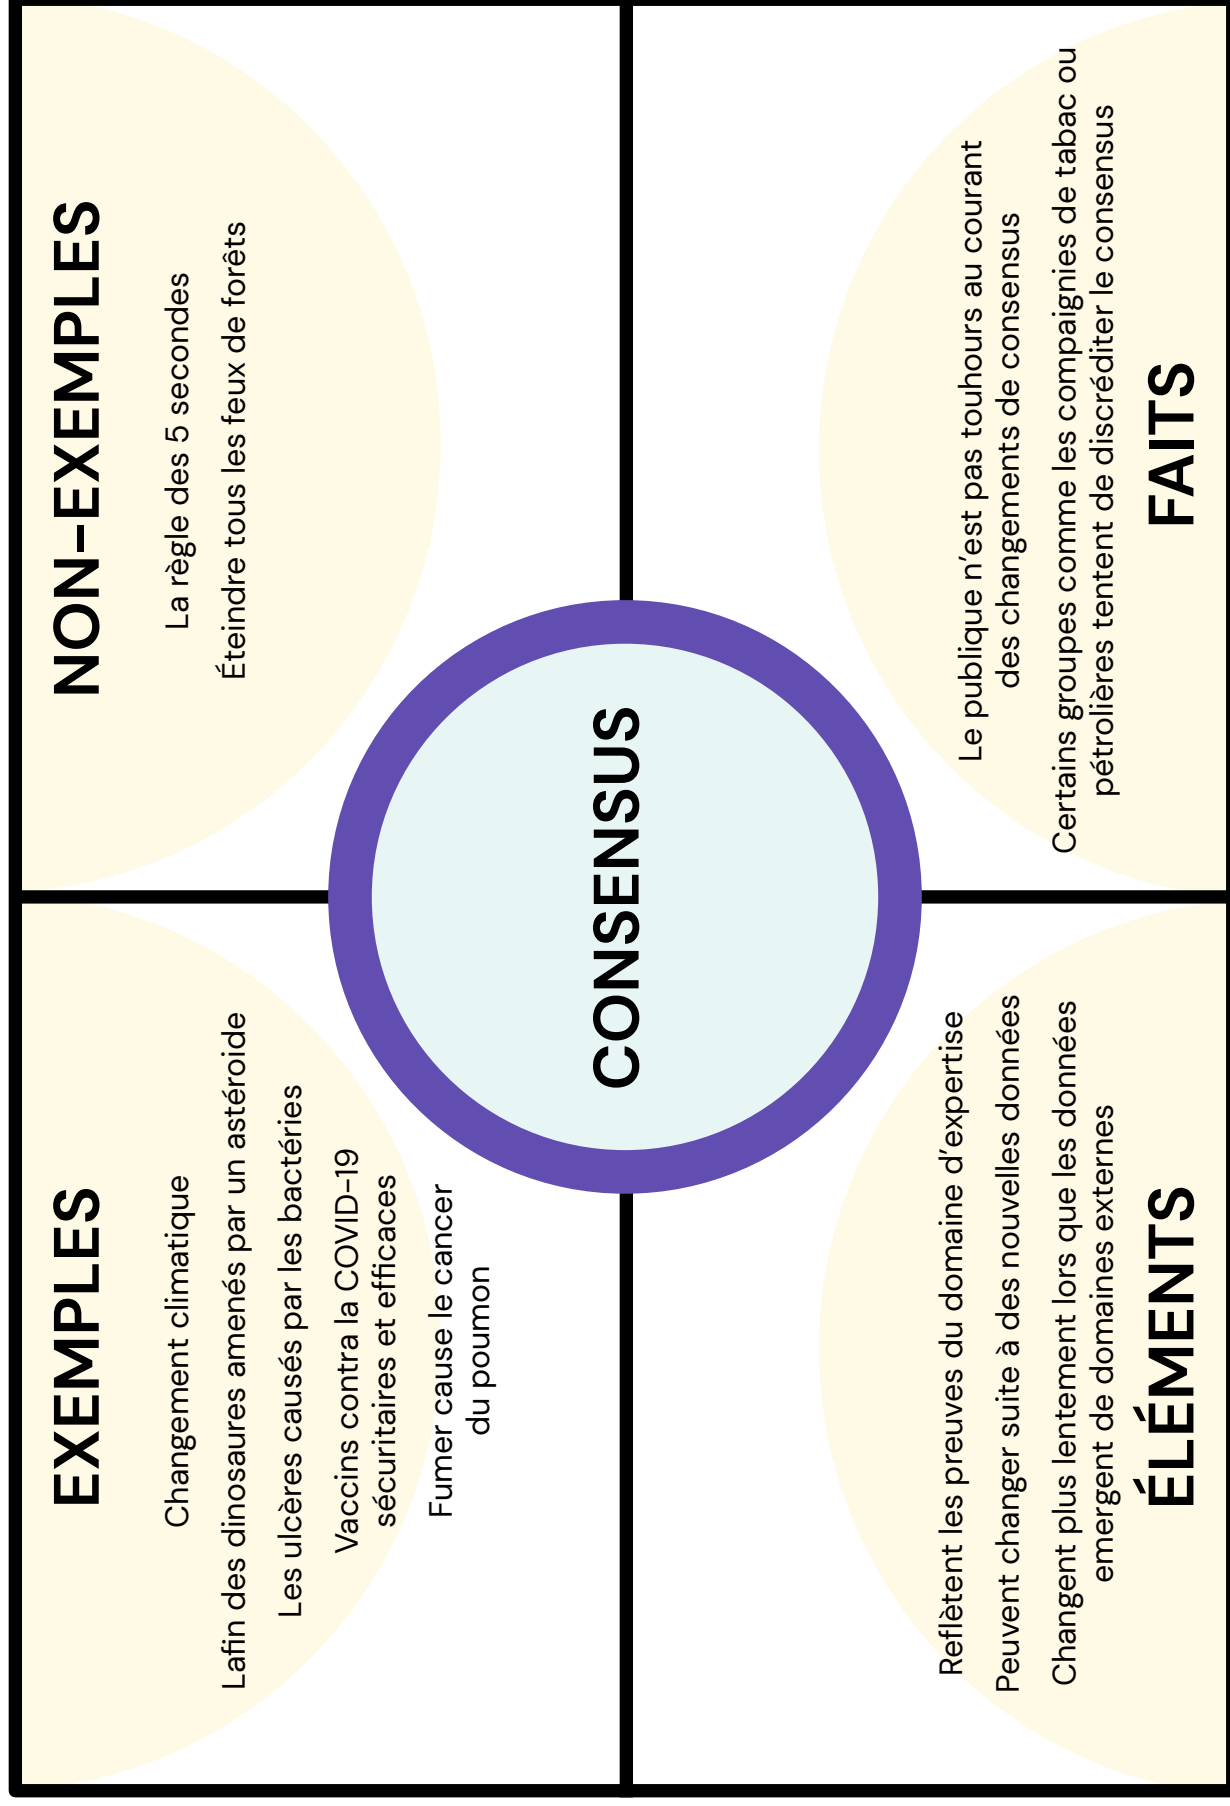 EXEMPLES
Changement climatique
Lafin des dinosaures amenés par un astéroide
Les ulcères causés par les bactéries
Vaccins contra la COVID-19
sécuritaires et efficaces
Fumer cause le cancer
du poumon
NON-EXEMPLES
La règle des 5 secondes
Éteindre tous les feux de forêts
CONSENSUS
Reflètent les preuves du domaine d'expertise
Peuvent changer suite à des nouvelles données
Changent plus lentement lors que les données
emergent de domaines externes
ÉLÉMENTS
Le publique n'est pas touhours au courant
des changements de consensus
Certains groupes comme les compaignies de tabac ou
pétrolières tentent de discréditer le consensus
FAITS